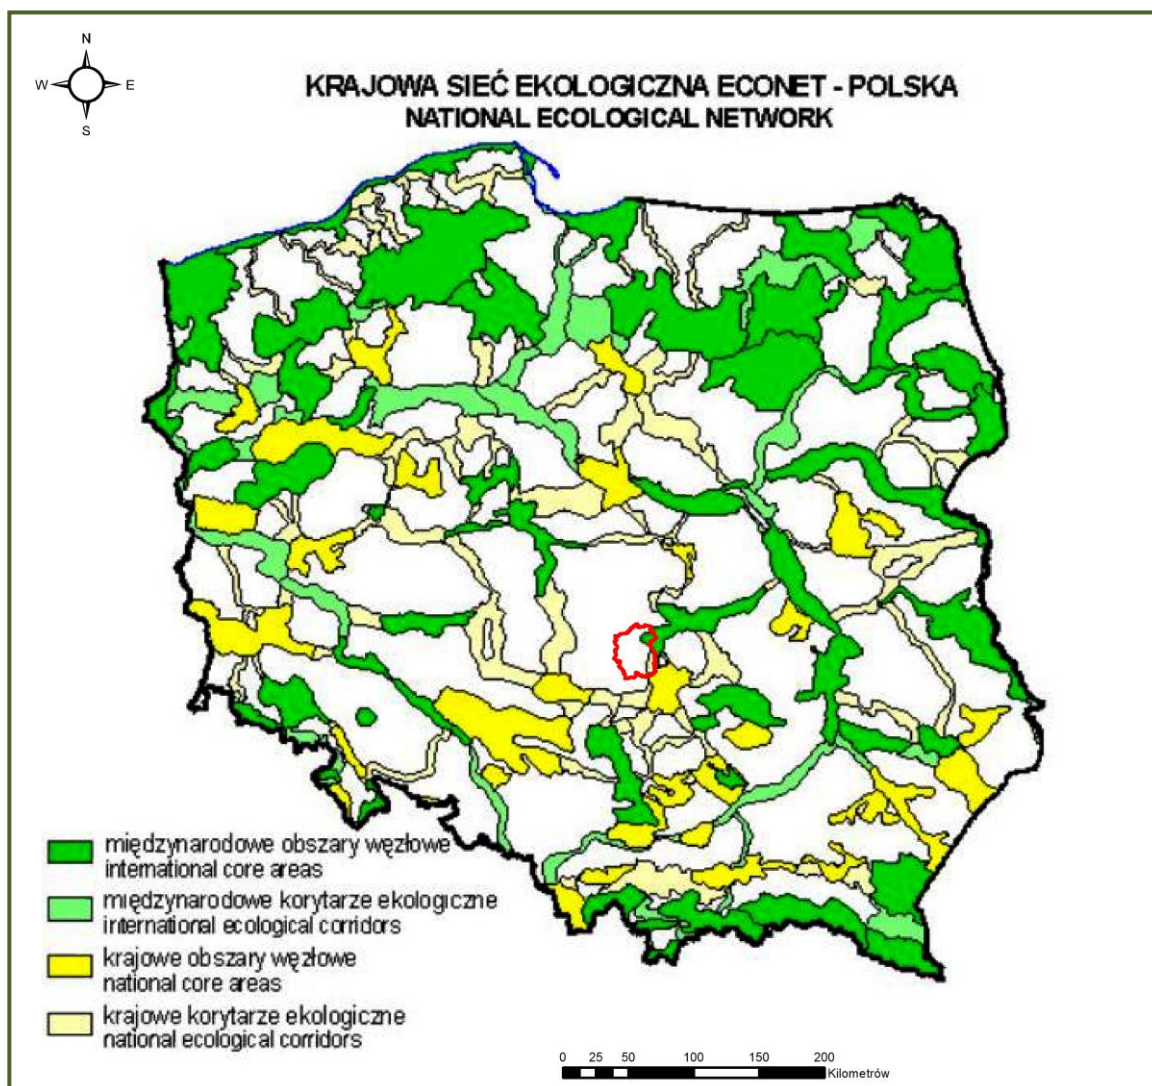 N
W E
S
KRAJOWA SIEĆ EKOLOGICZNA ECONET - POLSKA
NATIONAL ECOLOGICAL NETWORK
międzynarodowe obszary węzłowe
international core areas
międzynarodowe korytarze ekologiczne
international ecological corridors
krajowe obszary węzłowe
national core areas
krajowe korytarze ekologiczne
national ecological corridors
0 25 50 100 150 200
Kilometrów